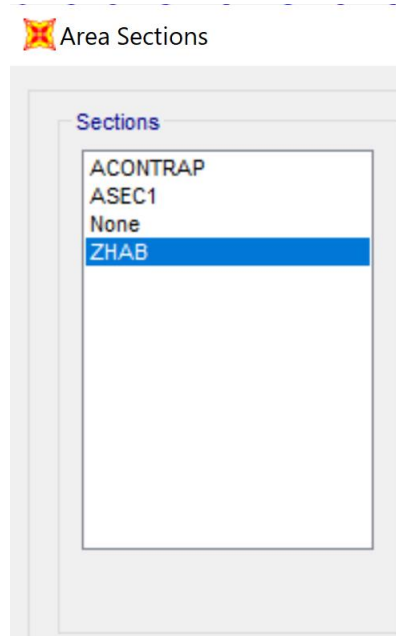 Area Sections
Sections
ACONTRAP
ASEC1
None
ZHAB